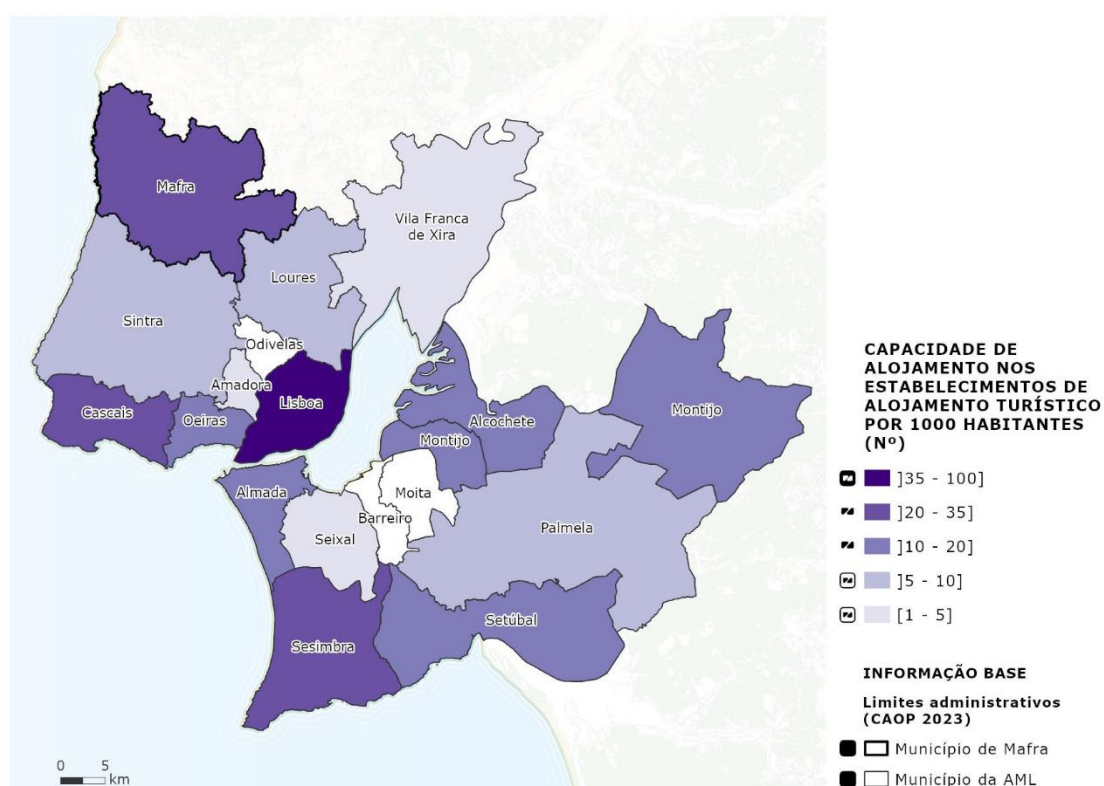 Mafra
Vila Franca
de Xira
Loures
Sintra
Odivelas
Amadora
Lisboa
Cascais
Oeiras
Montijo
Alcochete
Montijo
Almada
Moita
Barreiro
Seixal
Palmela
Setúbal
Sesimbra
0 5
km
CAPACIDADE DE
ALOJAMENTO NOS
ESTABELECIMENTOS DE
ALOJAMENTO TURÍSTICO
POR 1000 HABITANTES
(Nº)
]35 - 100]
]20 - 35]
]10 - 20]
]5 - 10]
[1 - 5]
INFORMAÇÃO BASE
Limites administrativos
(CAOP 2023)
Município de Mafra
Município da AML